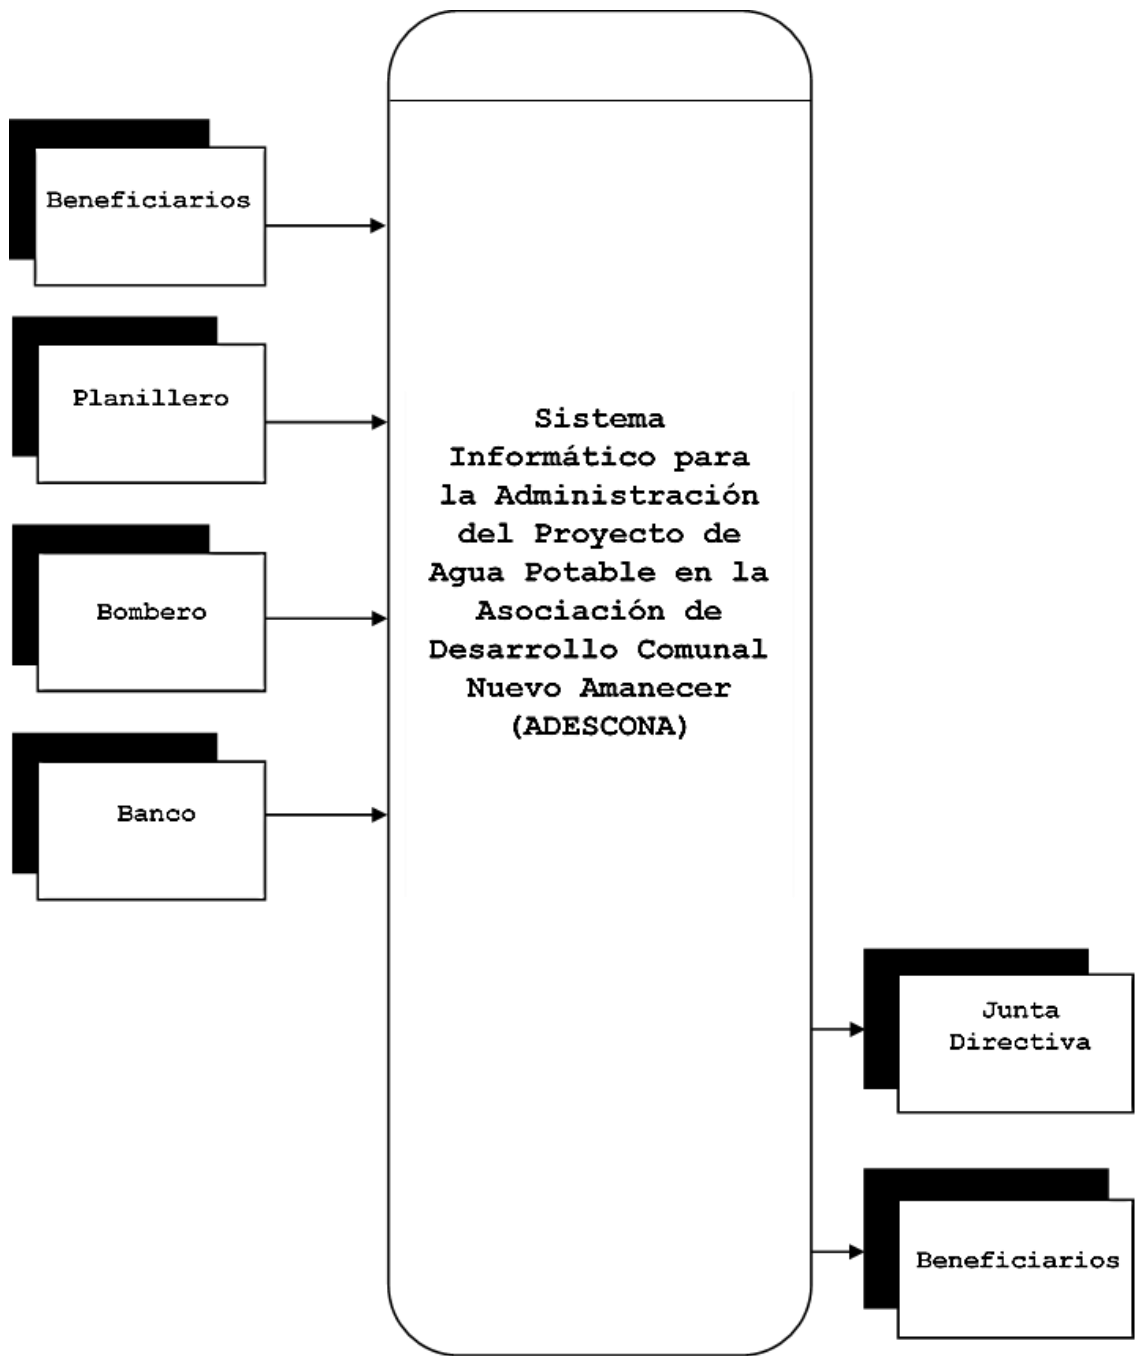 Beneficiarios
Planillero
Bombero
Banco
Sistema
Informático para
la Administración
del Proyecto de
Agua Potable en la
Asociación de
Desarrollo Comunal
Nuevo Amanecer
(ADESCONA)
Junta
Directiva
Beneficiarios